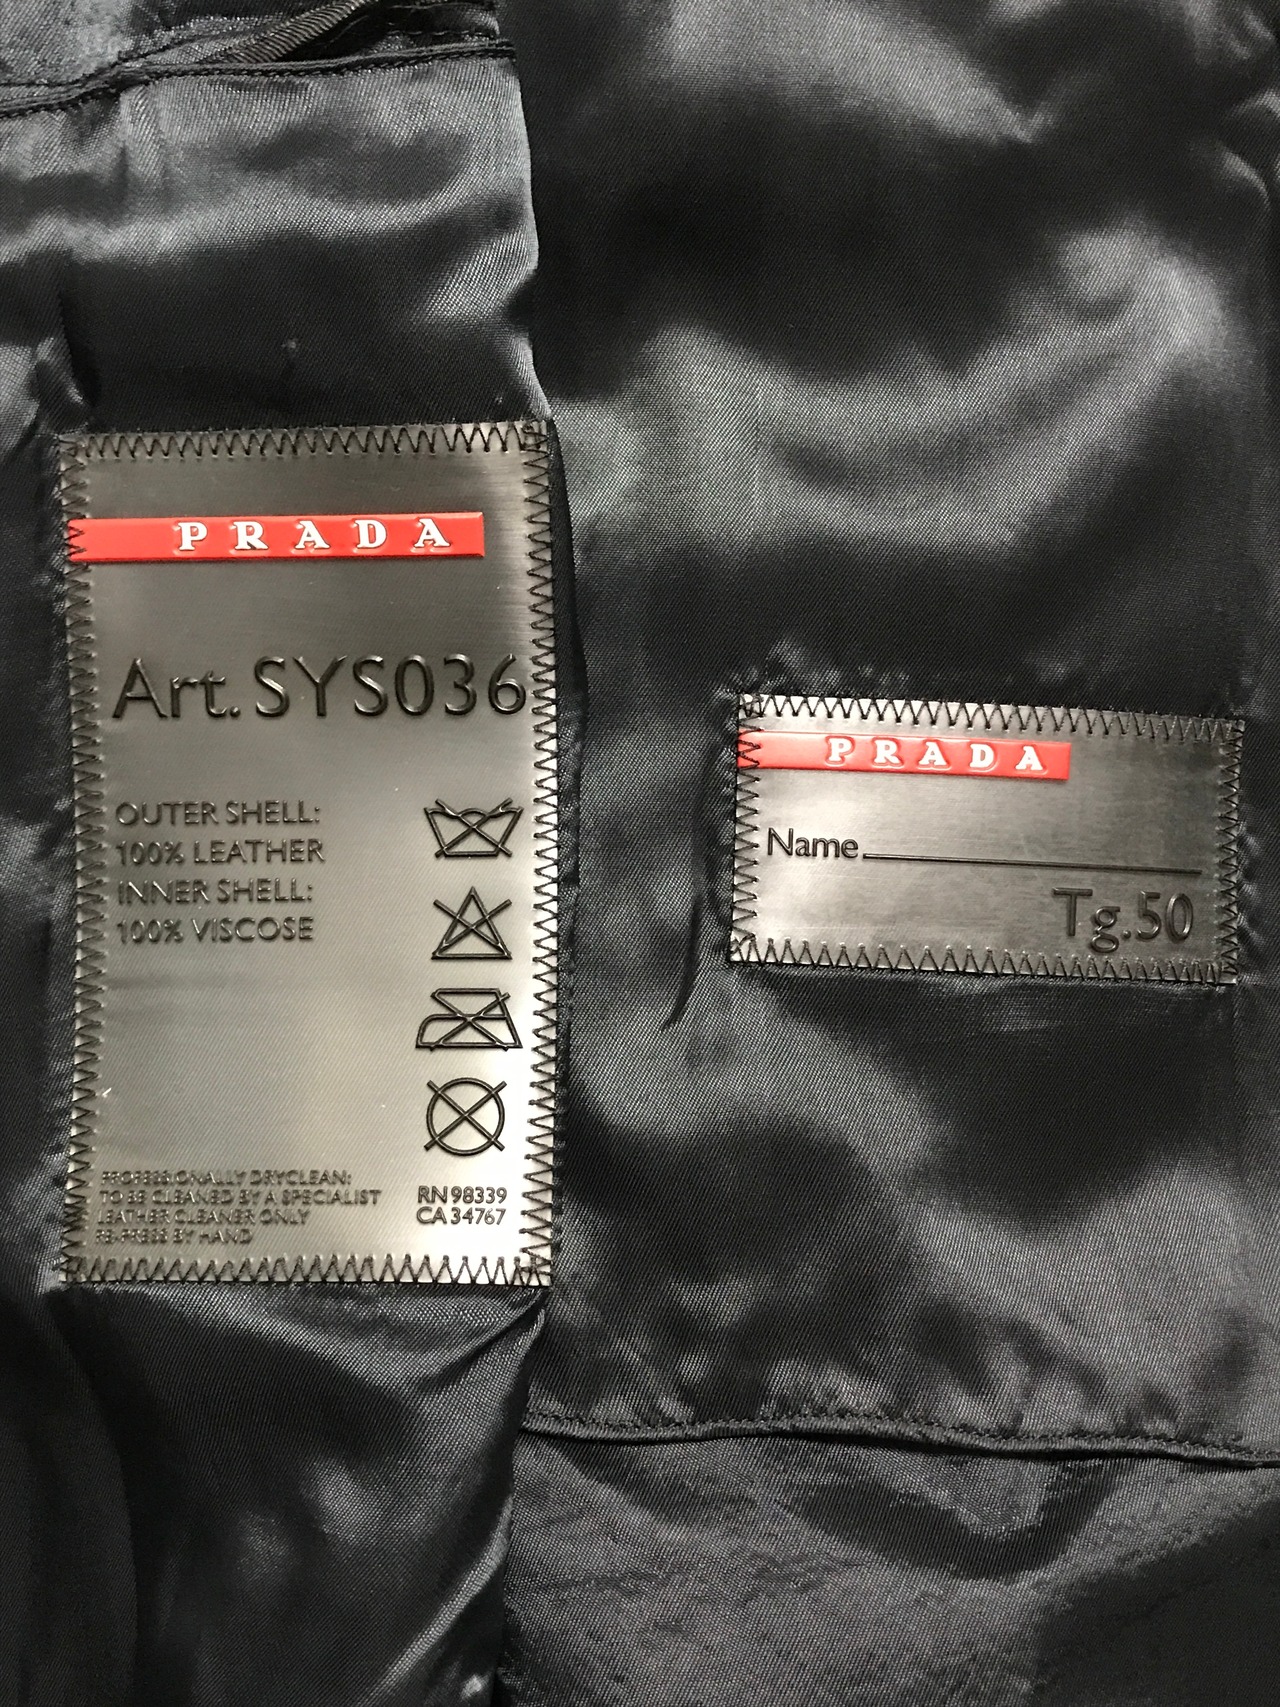 PRADA
Art. SYS036
OUTER SHELL:
100% LEATHER
INNER SHELL:
100% VISCOSE
PROFESSIONALLY DRYCLEAN:
TO BE CLEANED BY A SPECIALIST
LEATHER CLEANER ONLY
RE-PRESS BY HAND
RN 98339
CA 34767
PRADA
Name
Tg.50